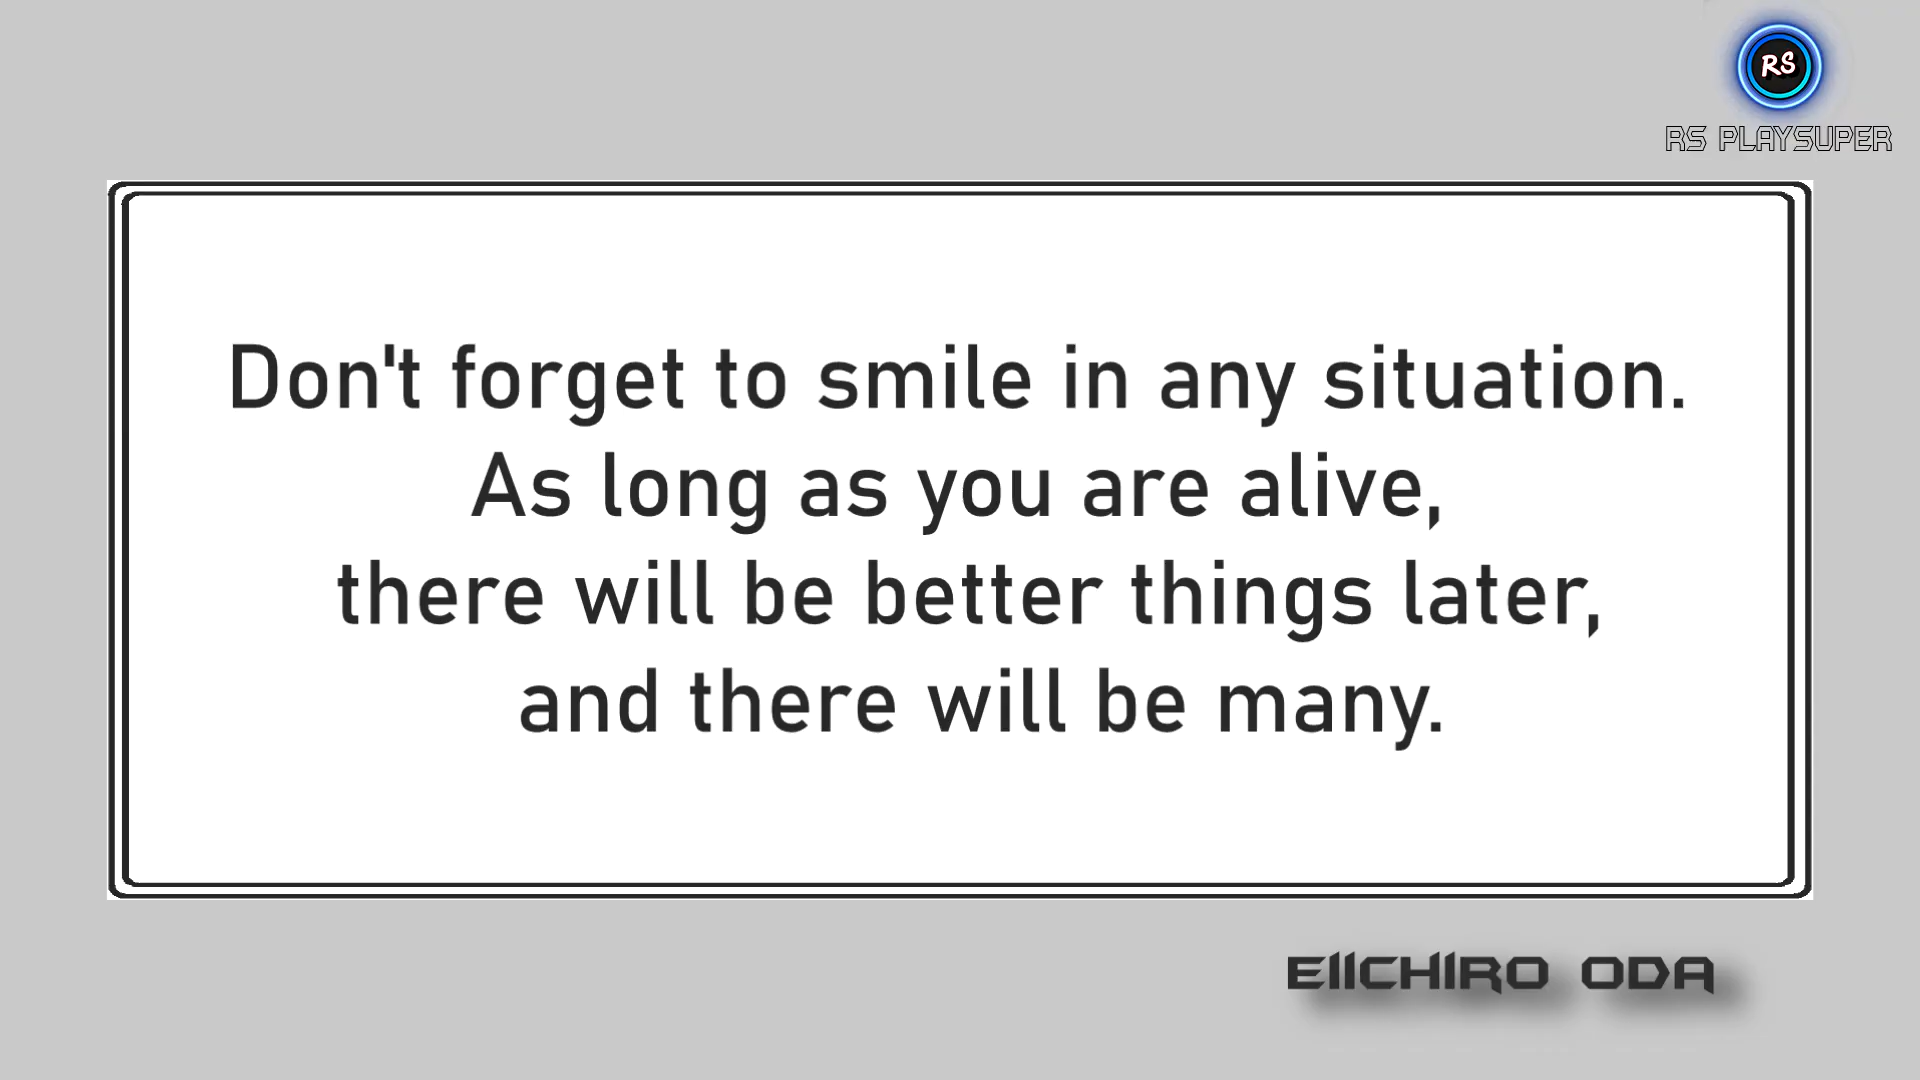 RS
RS PLAYSUPER
Don't forget to smile in any situation.
As long as you are alive,
there will be better things later,
and there will be many.
EIICHIRO ODA